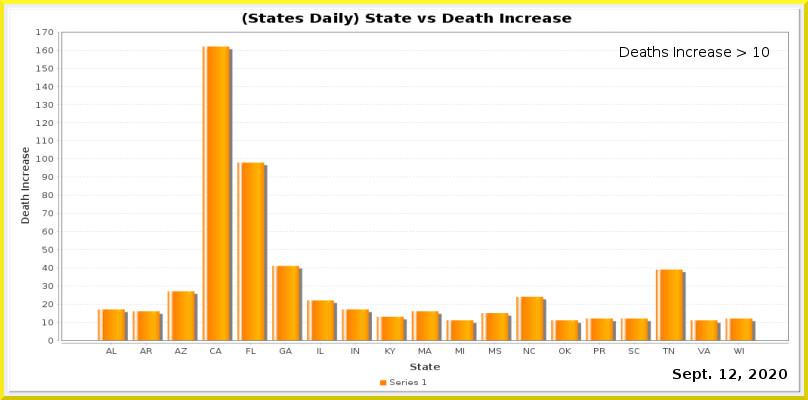 (States Daily) State vs Death Increase
Deaths Increase > 10
170
160
150
140
130
120
110
100
90
80
70
60
50
40
30
20
10
0
Death Increase
AL AR AZ CA FL GA IL IN KY MA MI MS NC OK PR SC TN VA WI
State
Series 1
Sept. 12, 2020